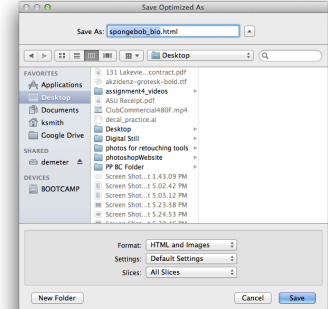 Save Optimized As
Save As: spongebob_bio.html
Desktop
FAVORITES
Applications
Desktop
Documents
ksmith
Google Drive
SHARED
demeter
DEVICES
BOOTCAMP
131 Lakevie...contract.pdf
akzidenz-grotesk-bold.ttf
assignment4_videos
ASU Receipt.pdf
ClubCommercial480F.mp4
decal_practice.ai
Desktop
Digital Still
photos for retouching tools
photoshopWebsite
PP BC Folder
Screen Shot...t 1.43.09 PM
Screen Shot...t 5.02.42 PM
Screen Shot...t 5.03.12 PM
Screen Shot...t 5.23.38 PM
Screen Shot...t 5.24.53 PM
Format: HTML and Images
Settings: Default Settings
Slices: All Slices
New Folder
Cancel
Save